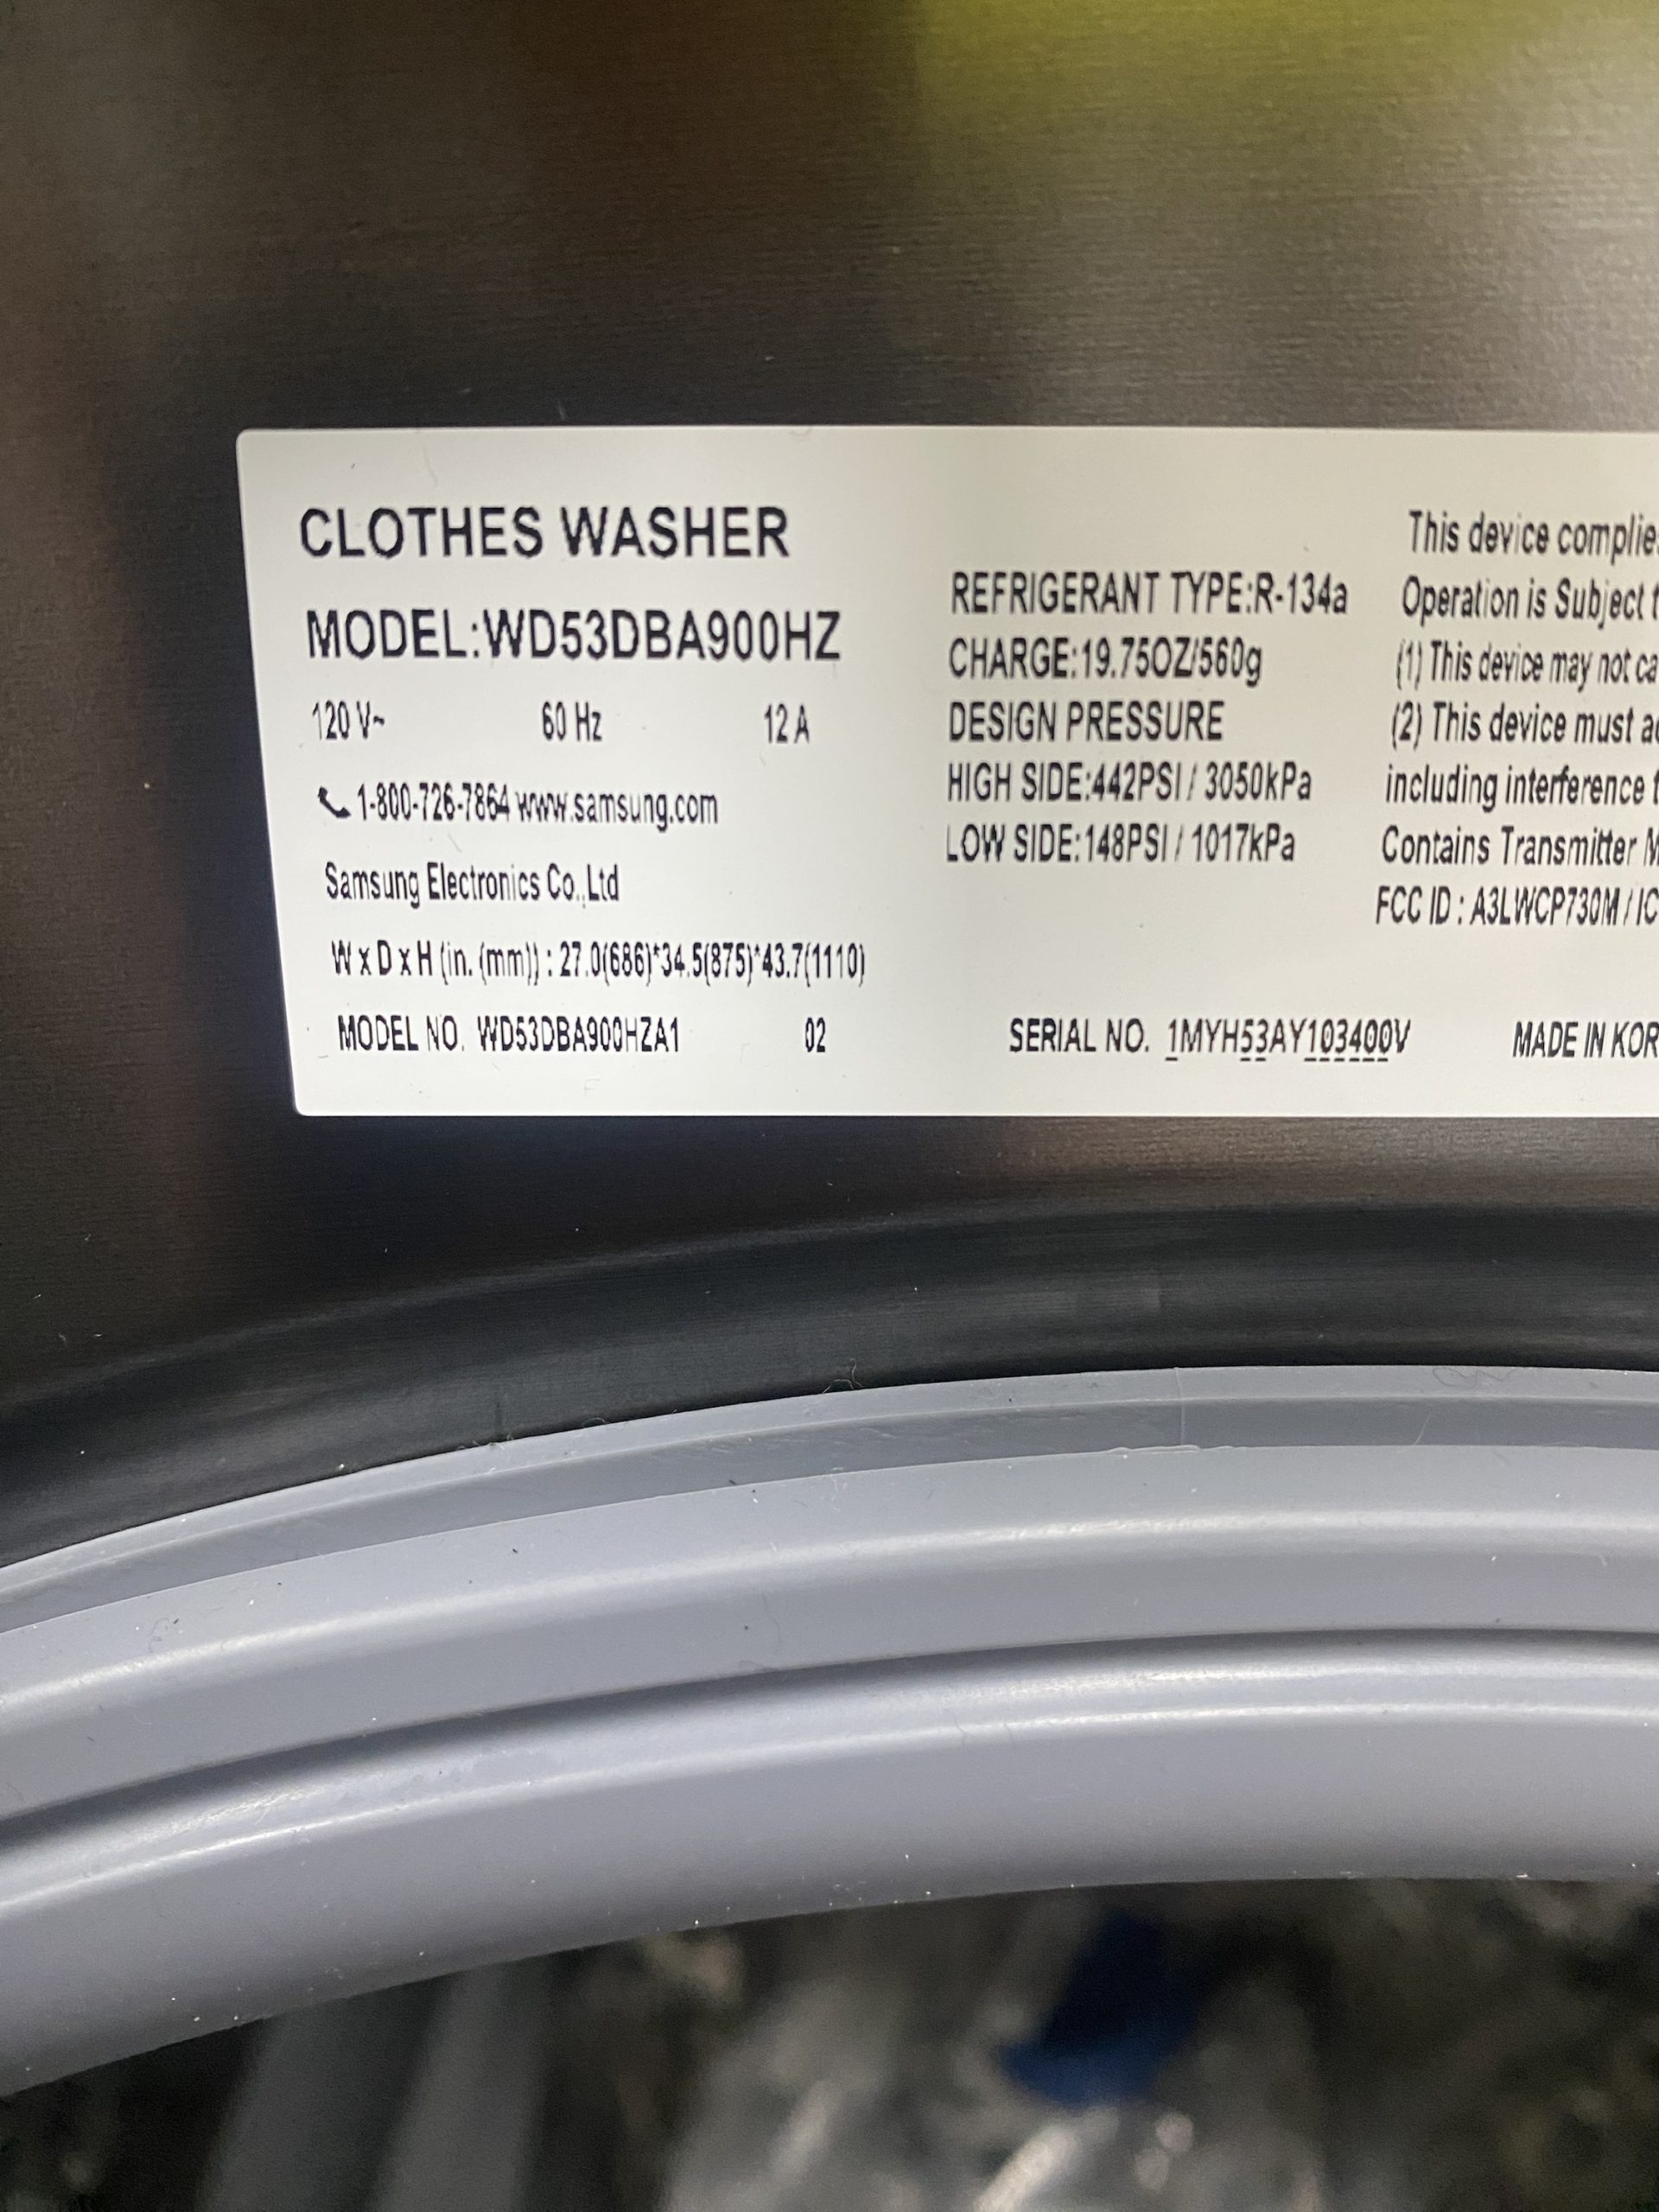 CLOTHES WASHER
MODEL:WD53DBA900HZ
120 V~ 60 Hz 12 A
1-800-726-7864 www.samsung.com
Samsung Electronics Co.,Ltd
W x D x H (in. (mm)) : 27.0(686)*34.5(875)*43.7(1110)
MODEL NO. WD53DBA900HZA1 02
REFRIGERANT TYPE:R-134a
CHARGE:19.75OZ/560g
DESIGN PRESSURE
HIGH SIDE:442PSI / 3050kPa
LOW SIDE:148PSI / 1017kPa
SERIAL NO. 1MYH53AY103400V
This device complie
Operation is Subject t
(1) This device may not ca
(2) This device must a
including interference t
Contains Transmitter M
FCC ID : A3LWCP730M / IC
MADE IN KOR